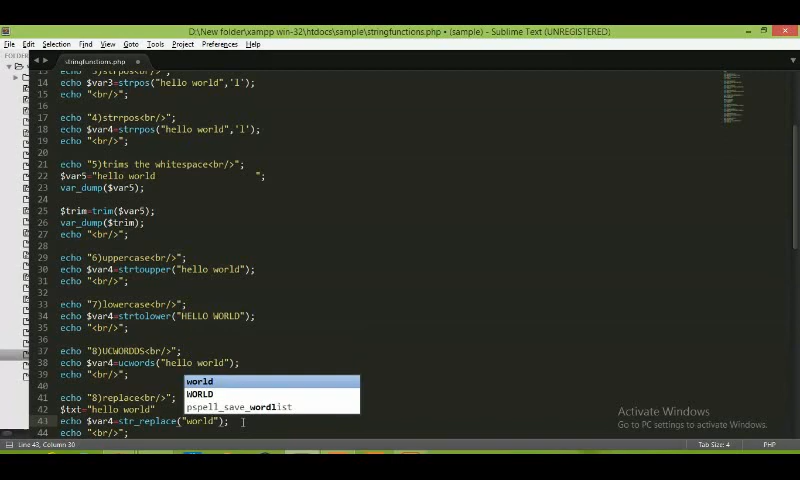 D:\New folder\xampp win-32\htdocs\sample\stringfunctions.php • (sample) - Sublime Text (UNREGISTERED)
File Edit Selection Find View Goto Tools Project Preferences Help
FOLDER
stringfunctions.php
13 echo "3)strpos<br/>";
14 echo $var3=strpos("hello world",'l');
15 echo "<br/>";
16
17 echo "4)strrpos<br/>";
18 echo $var4=strrpos("hello world",'l');
19 echo "<br/>";
20
21 echo "5)trims the whitespace<br/>";
22 $var5="hello world ";
23 var_dump($var5);
24
25 $trim=trim($var5);
26 var_dump($trim);
27 echo "<br/>";
28
29 echo "6)uppercase<br/>";
30 echo $var4=strtoupper("hello world");
31 echo "<br/>";
32
33 echo "7)lowercase<br/>";
34 echo $var4=strtolower("HELLO WORLD");
35 echo "<br/>";
36
37 echo "8)UCWORDDS<br/>";
38 echo $var4=ucwords("hello world");
39 echo "<br/>";
40
world
WORLD
pspell_save_wordlist
41 echo "8)replace<br/>";
42 $txt="hello world"
43 echo $var4=str_replace("world");
44 echo "<br/>";
Activate Windows
Go to PC settings to activate Windows.
Line 43, Column 30
Tab Size: 4
PHP